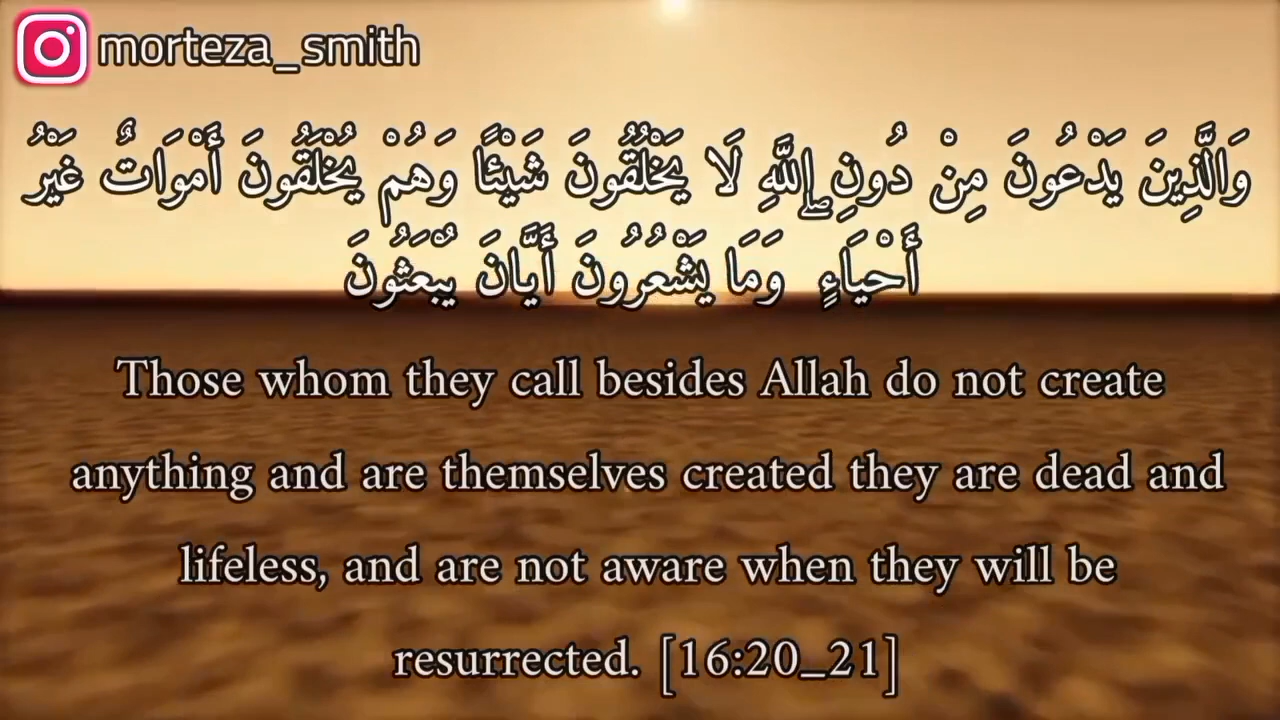 morteza_smith
وَالَّذِينَ يَدْعُونَ مِنْ دُونِ اللَّهِ لَا يَخْلُقُونَ شَيْئًا وَهُمْ يُخْلَقُونَ أَمْوَاتٌ غَيْرُ
أَحْيَاءٍ ۖ وَمَا يَشْعُرُونَ أَيَّانَ يُبْعَثُونَ
Those whom they call besides Allah do not create
anything and are themselves created they are dead and
lifeless, and are not aware when they will be
resurrected. [16:20_21]